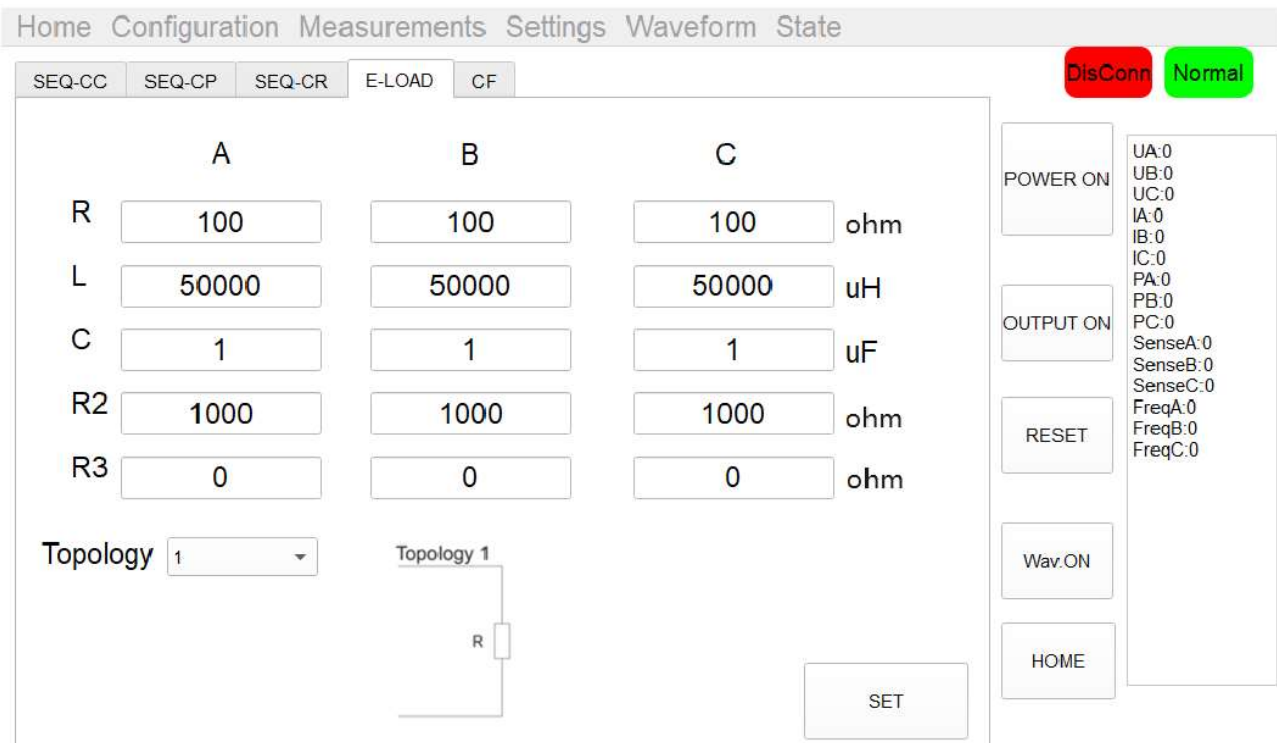 Home Configuration Measurements Settings Waveform State
SEQ-CC SEQ-CP SEQ-CR E-LOAD CF
DisConn Normal
A B C
R 100 100 100 ohm
L 50000 50000 50000 uH
C 1 1 1 uF
R2 1000 1000 1000 ohm
R3 0 0 0 ohm
Topology 1
Topology 1
R
SET
POWER ON
OUTPUT ON
RESET
Wav.ON
HOME
UA:0
UB:0
UC:0
IA:0
IB:0
IC:0
PA:0
PB:0
PC:0
SenseA:0
SenseB:0
SenseC:0
FreqA:0
FreqB:0
FreqC:0